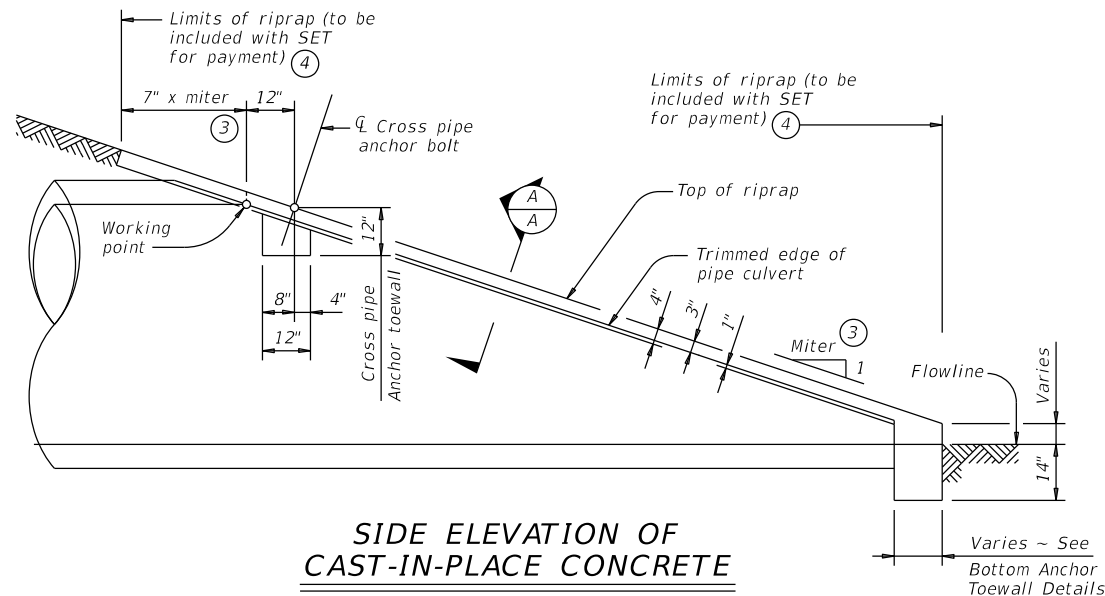 Limits of riprap (to be
included with SET
for payment) 4
7" x miter
12"
3
℄ Cross pipe
anchor bolt
Limits of riprap (to be
included with SET
for payment) 4
Working
point
12"
Cross pipe
Anchor toewall
8"
4"
12"
A
A
Top of riprap
Trimmed edge of
pipe culvert
4"
3"
1"
Miter 3
1
Flowline
Varies
14"
Varies ~ See
Bottom Anchor
Toewall Details
SIDE ELEVATION OF
CAST-IN-PLACE CONCRETE